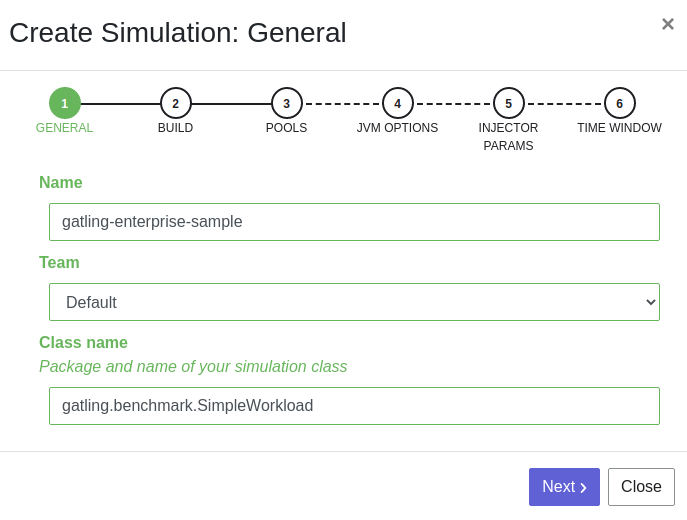 Create Simulation: General
×
1 2 3 4 5 6
GENERAL BUILD POOLS JVM OPTIONS INJECTOR PARAMS TIME WINDOW
Name
gatling-enterprise-sample
Team
Default
Class name
Package and name of your simulation class
gatling.benchmark.SimpleWorkload
Next ›
Close